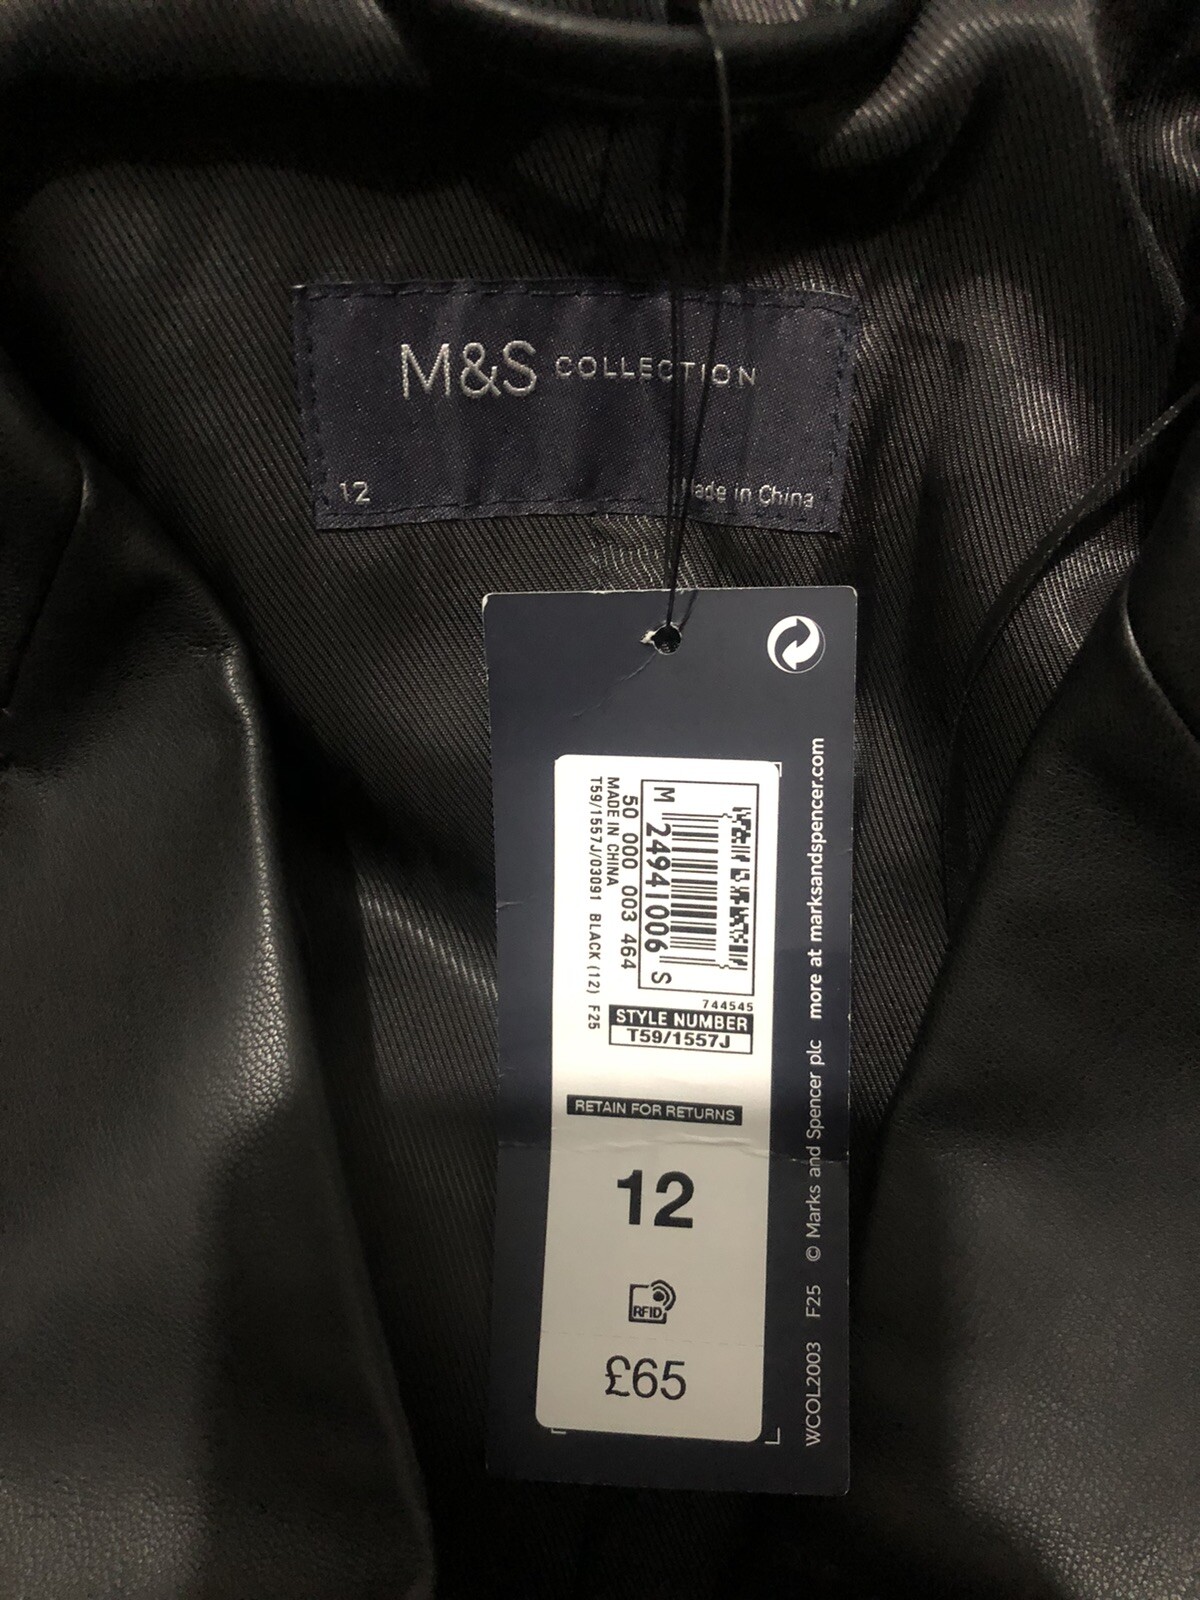 M&S COLLECTION
12
Made in China
M 24941006 S
50 000 003 464
MADE IN CHINA
T59/1557J/03091 BLACK (12) F25
744545
STYLE NUMBER
T59/1557J
RETAIN FOR RETURNS
12
RFID
£65
WCOL2003 F25 © Marks and Spencer plc more at marksandspencer.com